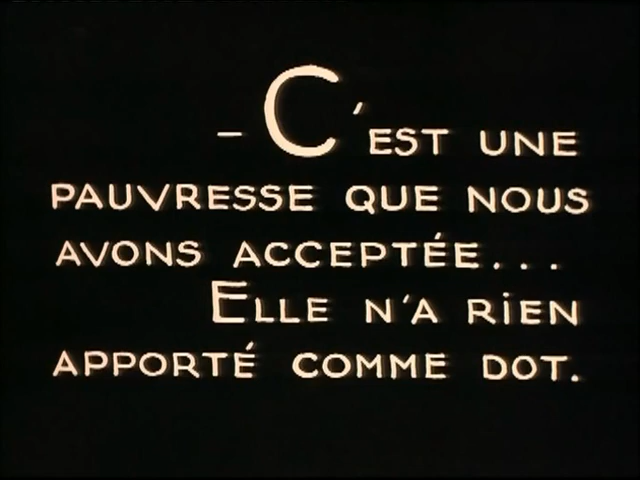 – C'EST UNE
PAUVRESSE QUE NOUS
AVONS ACCEPTÉE...
ELLE N'A RIEN
APPORTÉ COMME DOT.